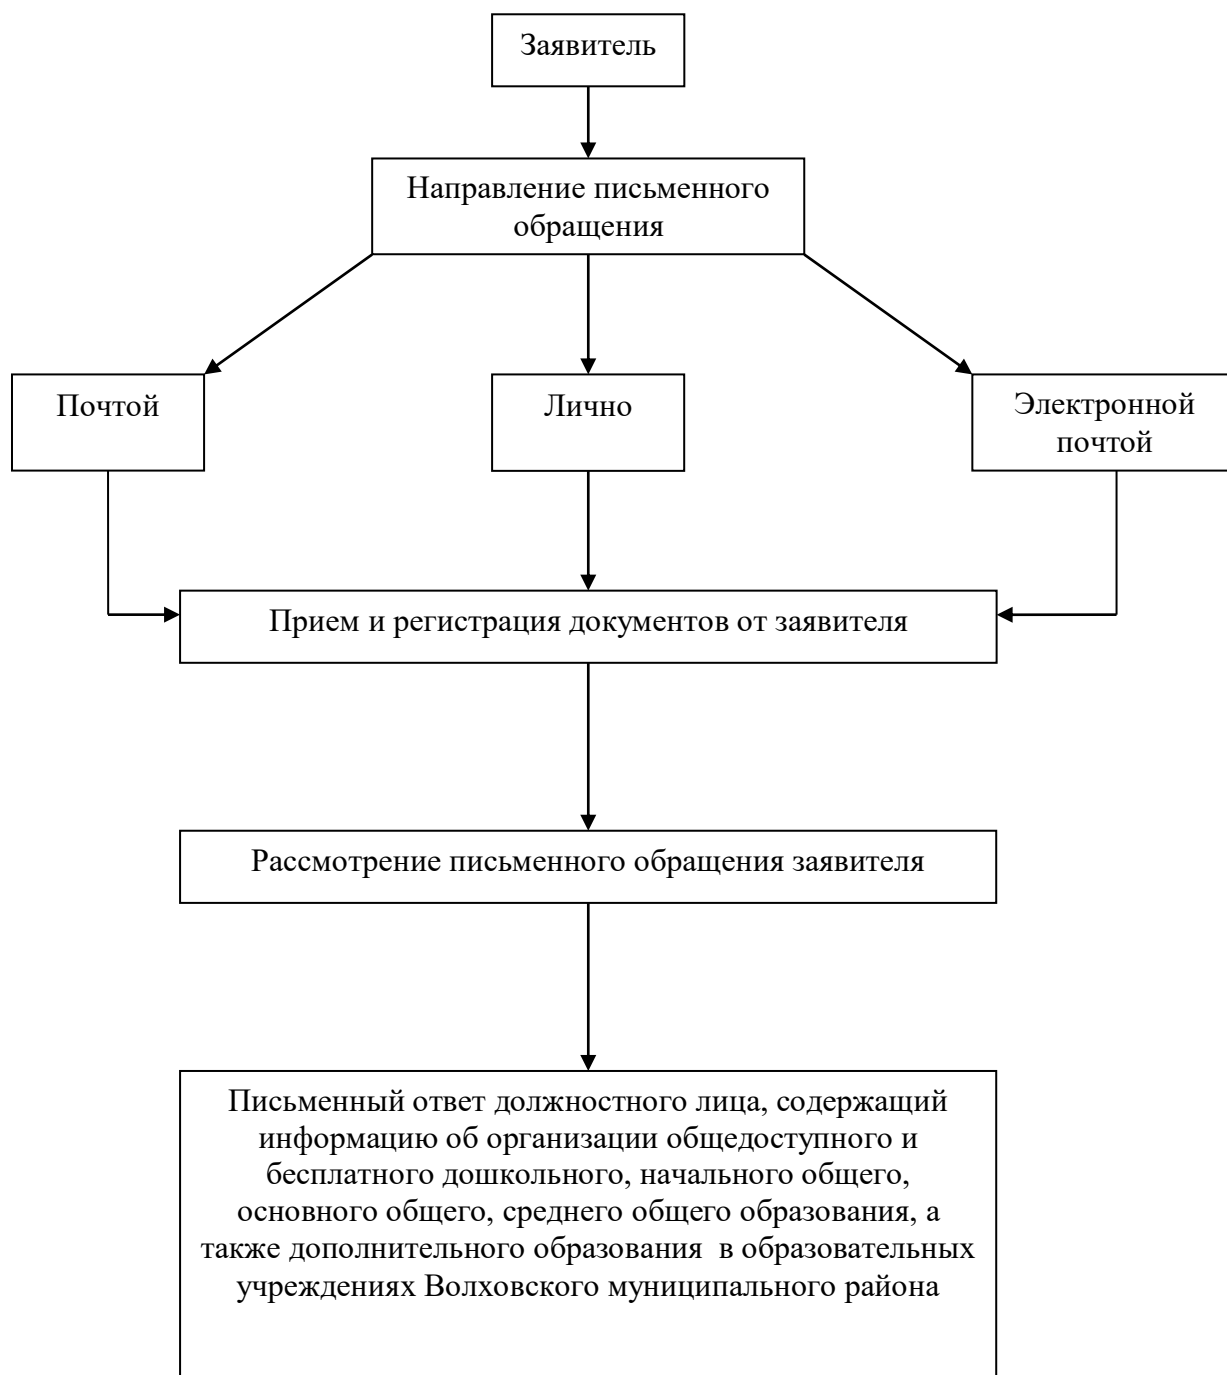 Заявитель
Направление письменного
обращения
Почтой
Лично
Электронной
почтой
Прием и регистрация документов от заявителя
Рассмотрение письменного обращения заявителя
Письменный ответ должностного лица, содержащий
информацию об организации общедоступного и
бесплатного дошкольного, начального общего,
основного общего, среднего общего образования, а
также дополнительного образования  в образовательных
учреждениях Волховского муниципального района